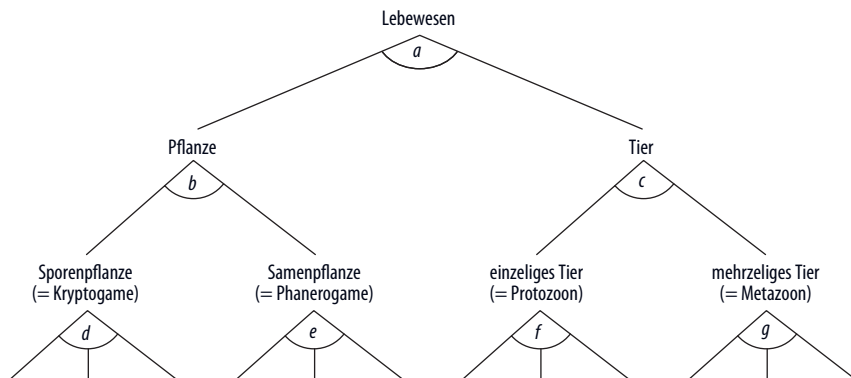 Lebewesen
a
Pflanze
Tier
b
c
Sporenpflanze
(= Kryptogame)
Samenpflanze
(= Phanerogame)
einzeliges Tier
(= Protozoon)
mehrzeliges Tier
(= Metazoon)
d
e
f
g